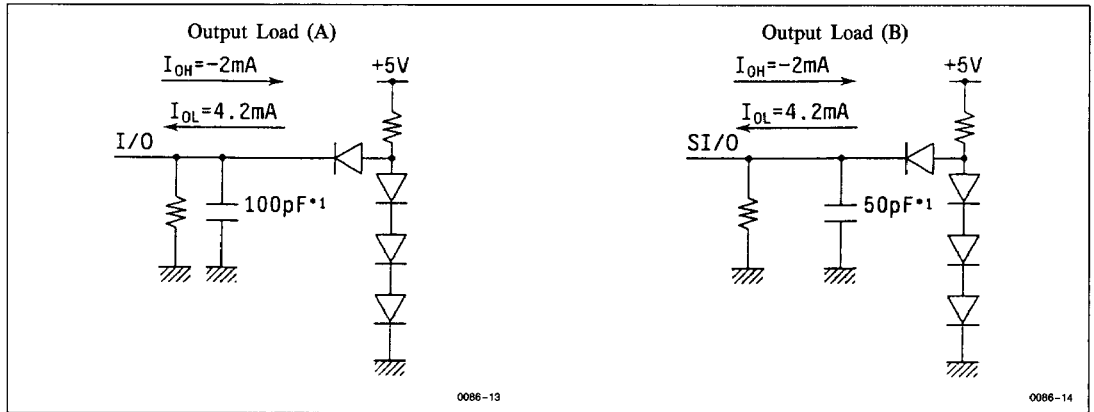 Output Load (A)
I_OH=-2mA
+5V
I_OL=4.2mA
I/O
100pF*1
0086-13
Output Load (B)
I_OH=-2mA
+5V
I_OL=4.2mA
SI/O
50pF*1
0086-14